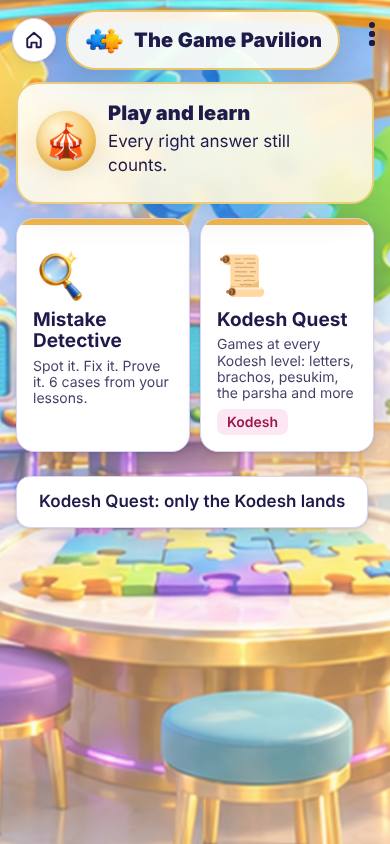 The Game Pavilion
Play and learn
Every right answer still
counts.
Mistake
Detective
Spot it. Fix it. Prove
it. 6 cases from your
lessons.
Kodesh Quest
Games at every
Kodesh level: letters,
brachos, pesukim,
the parsha and more
Kodesh
Kodesh Quest: only the Kodesh lands